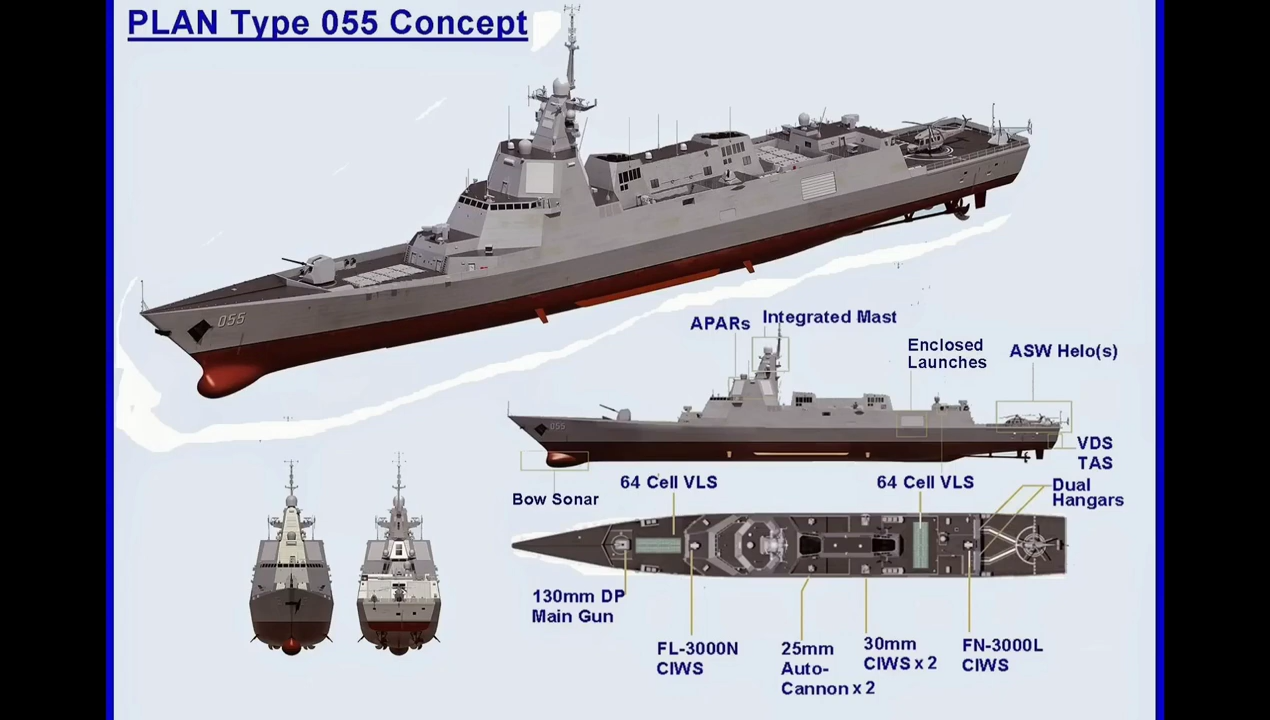 PLAN Type 055 Concept
055
APARs
Integrated Mast
Enclosed
Launches
ASW Helo(s)
055
VDS
TAS
Bow Sonar
64 Cell VLS
64 Cell VLS
Dual
Hangars
130mm DP
Main Gun
FL-3000N
CIWS
25mm
Auto-
Cannon x 2
30mm
CIWS x 2
FN-3000L
CIWS